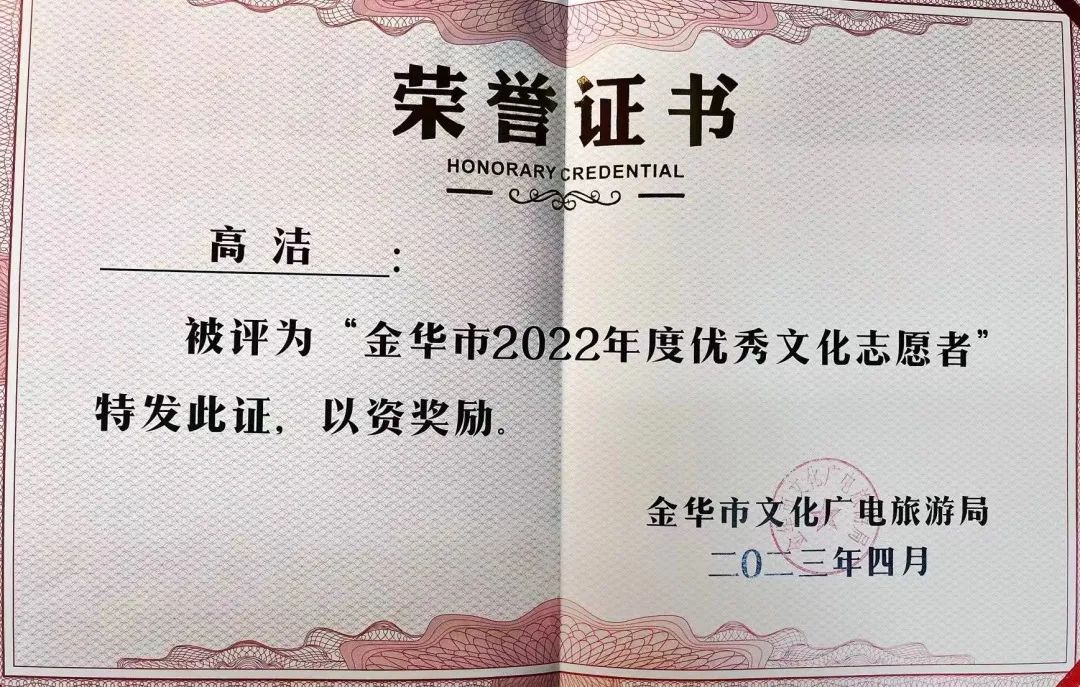 荣誉证书
HONORARY CREDENTIAL
高洁：
被评为“金华市2022年度优秀文化志愿者”
特发此证，以资奖励。
金华市文化广电旅游局
二〇二三年四月